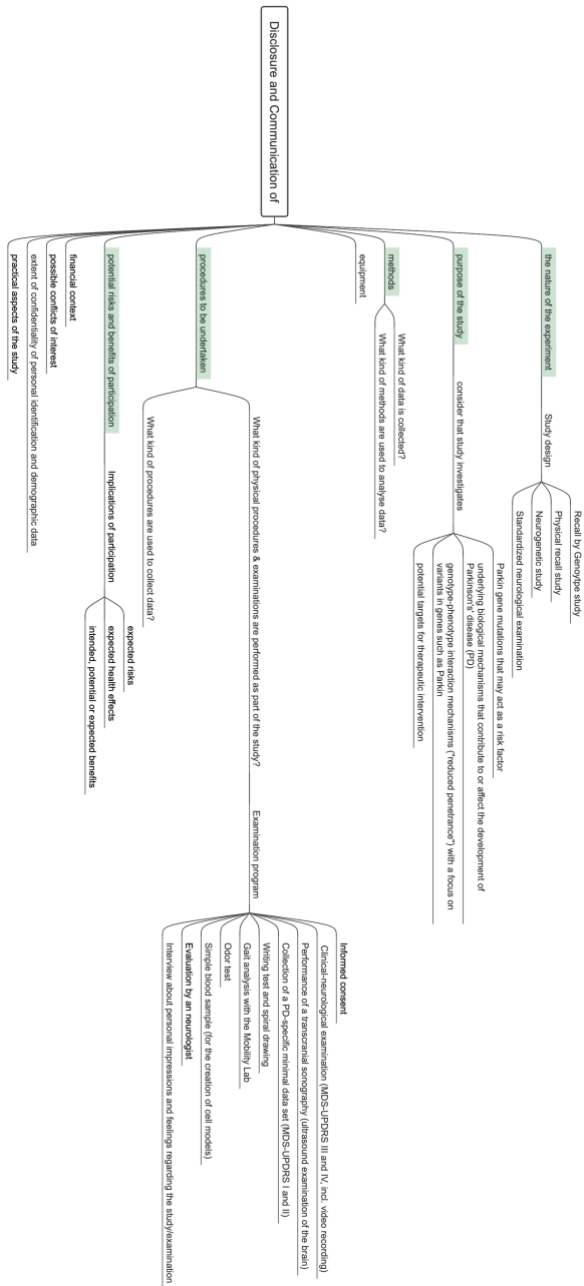 Disclosure and Communication of
the nature of the experiment
Study design
Recall by Genoytpe study
Physical recall study
Neurogenetic study
Standardized neurological examination
purpose of the study
consider that study investigates
Parkin gene mutations that may act as a risk factor
underlying biological mechanisms that contribute to or affect the development of
Parkinson's' disease (PD)
genotype-phenotype interaction mechanisms ("reduced penetrance") with a focus on
variants in genes such as Parkin
potential targets for therapeutic intervention
methods
What kind of data is collected?
What kind of methods are used to analyse data?
equipment
procedures to be undertaken
What kind of physical procedures & examinations are performed as part of the study?
Examination program
Informed consent
Clinical-neurological examination (MDS-UPDRS III and IV, incl. video recording)
Performance of a transcranial sonography (ultrasound examination of the brain)
Collection of a PD-specific minimal data set (MDS-UPDRS I and II)
Writing test and spiral drawing
Gait analysis with the Mobility Lab
Odor test
Simple blood sample (for the creation of cell models)
Evaluation by an neurologist
Interview about personal impressions and feelings regarding the study/examination
What kind of procedures are used to collect data?
potential risks and benefits of participation
Implications of participation
expected risks
expected health effects
intended, potential or expected benefits
financial context
possible conflicts of interest
extent of confidentiality of personal identification and demographic data
practical aspects of the study